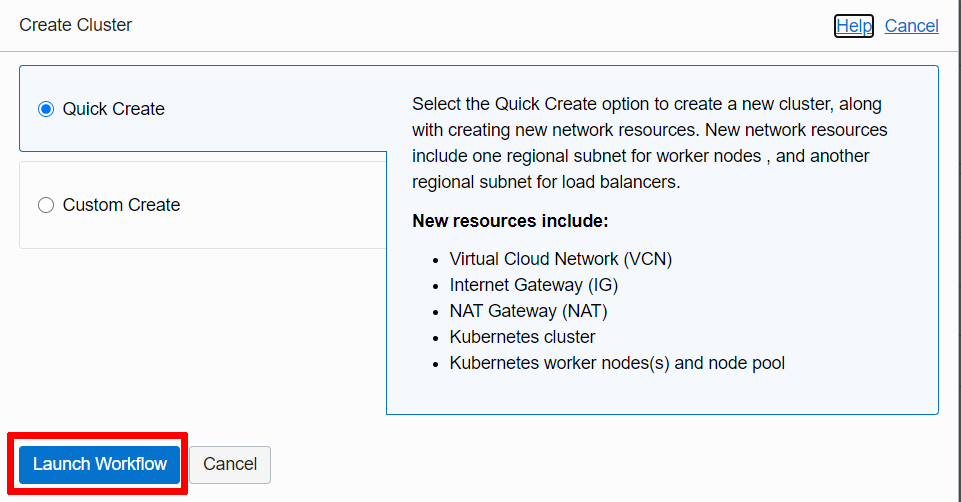 Create Cluster
Help Cancel
Quick Create
Custom Create
Select the Quick Create option to create a new cluster, along
with creating new network resources. New network resources
include one regional subnet for worker nodes , and another
regional subnet for load balancers.
New resources include:
• Virtual Cloud Network (VCN)
• Internet Gateway (IG)
• NAT Gateway (NAT)
• Kubernetes cluster
• Kubernetes worker nodes(s) and node pool
Launch Workflow Cancel